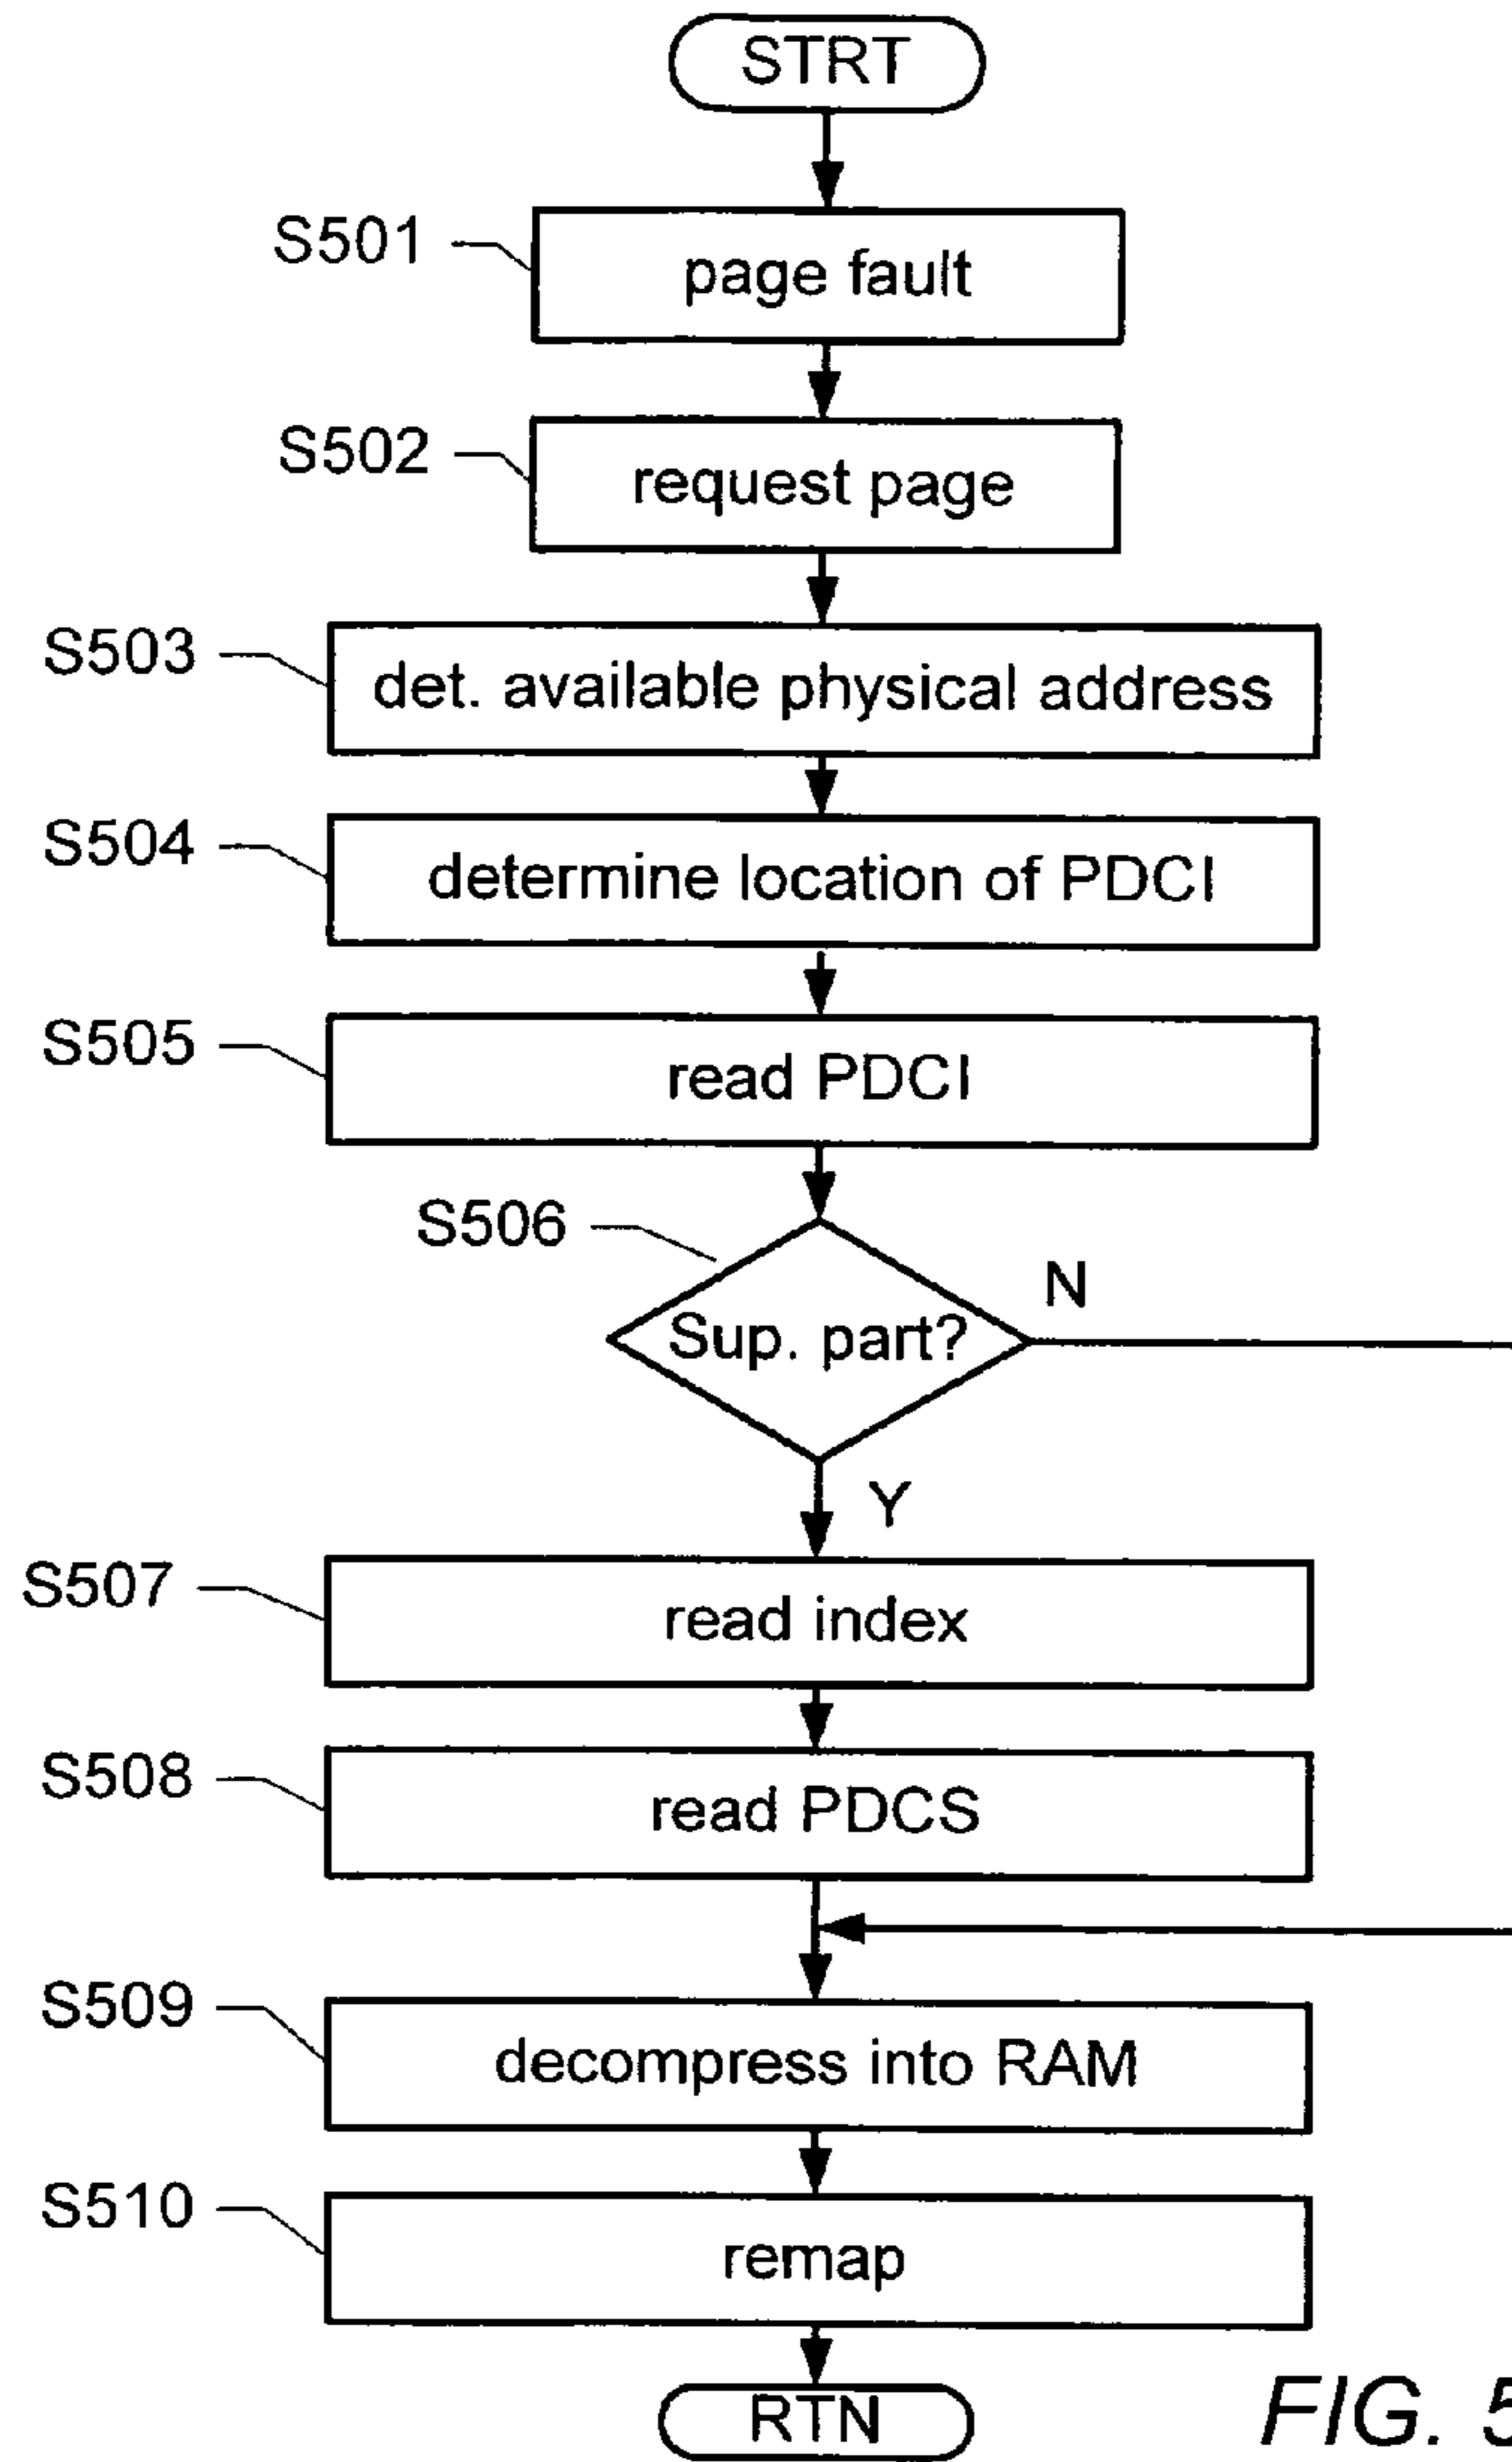 STRT
S501
page fault
S502
request page
S503
det. available physical address
S504
determine location of PDCI
S505
read PDCI
S506
Sup. part?
N
Y
S507
read index
S508
read PDCS
S509
decompress into RAM
S510
remap
RTN
FIG. 5